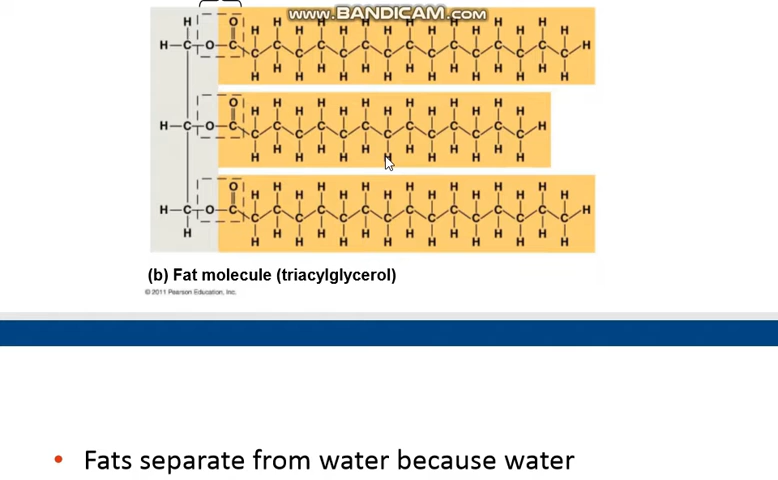 www.BANDICAM.com
(b) Fat molecule (triacylglycerol)
© 2011 Pearson Education, Inc.
• Fats separate from water because water